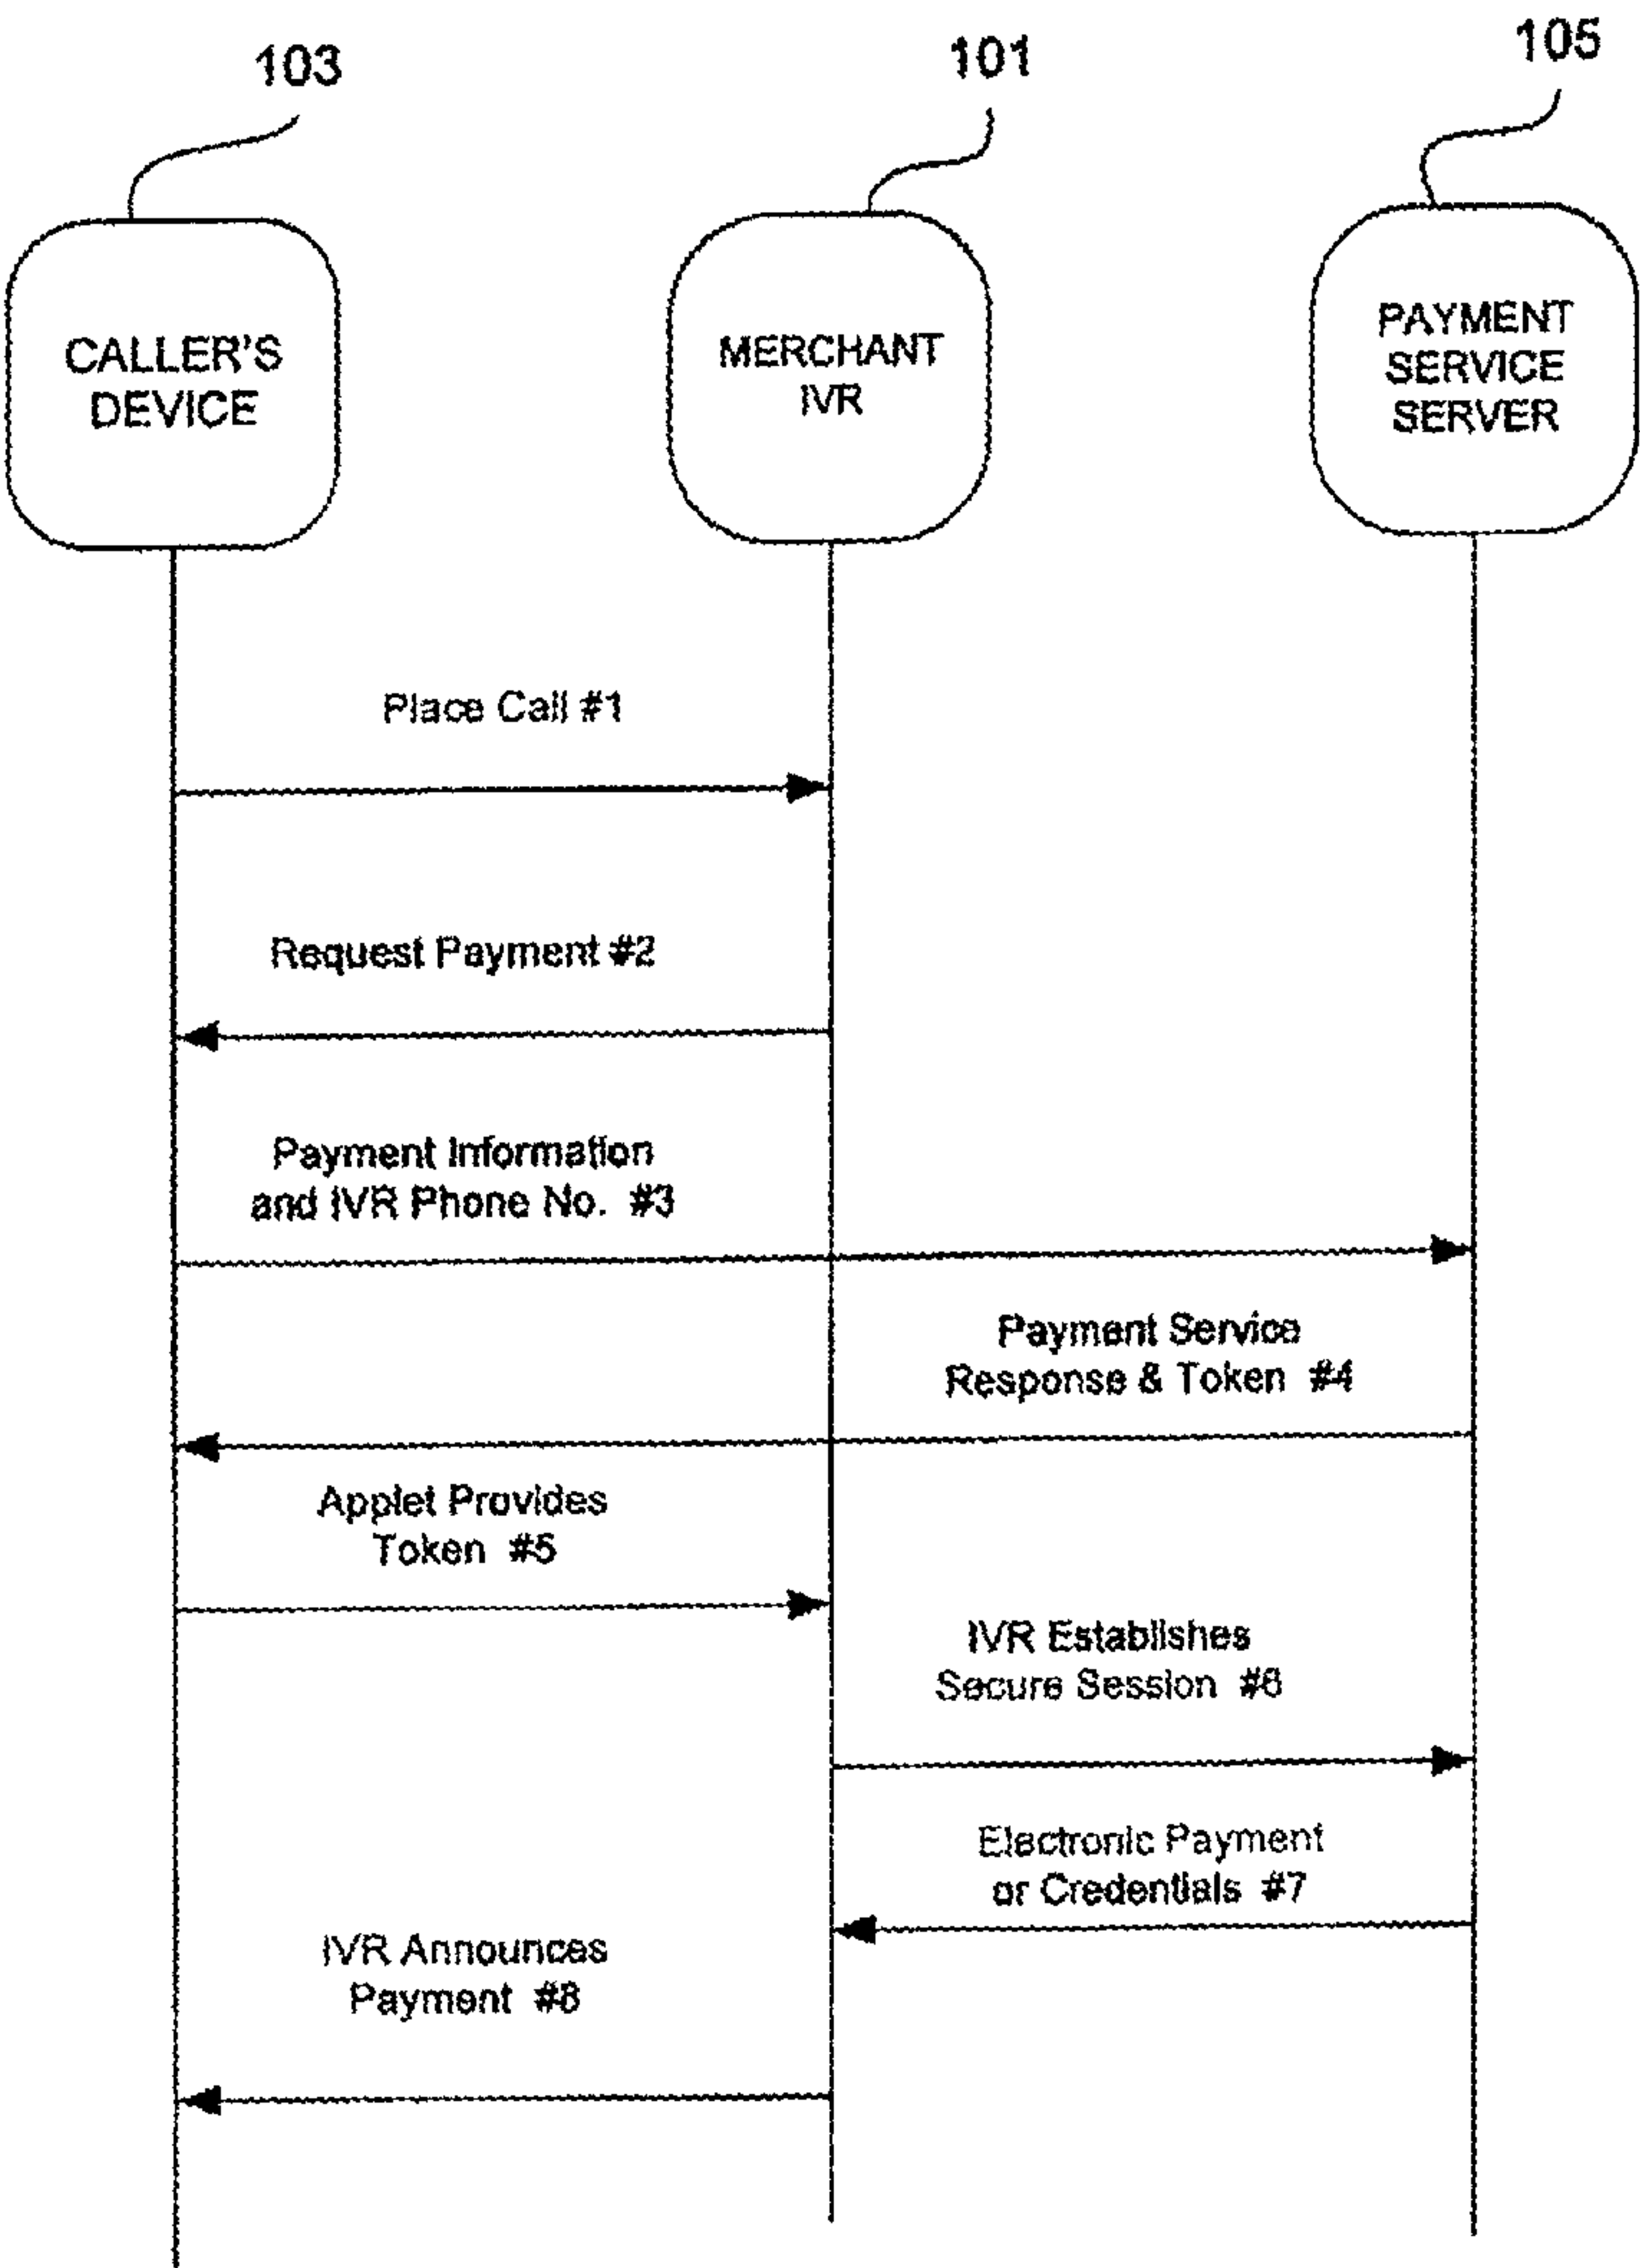 103
101
105
CALLER'S
DEVICE
MERCHANT
IVR
PAYMENT
SERVICE
SERVER
Place Call #1
Request Payment #2
Payment Information
and IVR Phone No. #3
Payment Service
Response & Token #4
Applet Provides
Token #5
IVR Establishes
Secure Session #6
Electronic Payment
or Credentials #7
IVR Announces
Payment #8